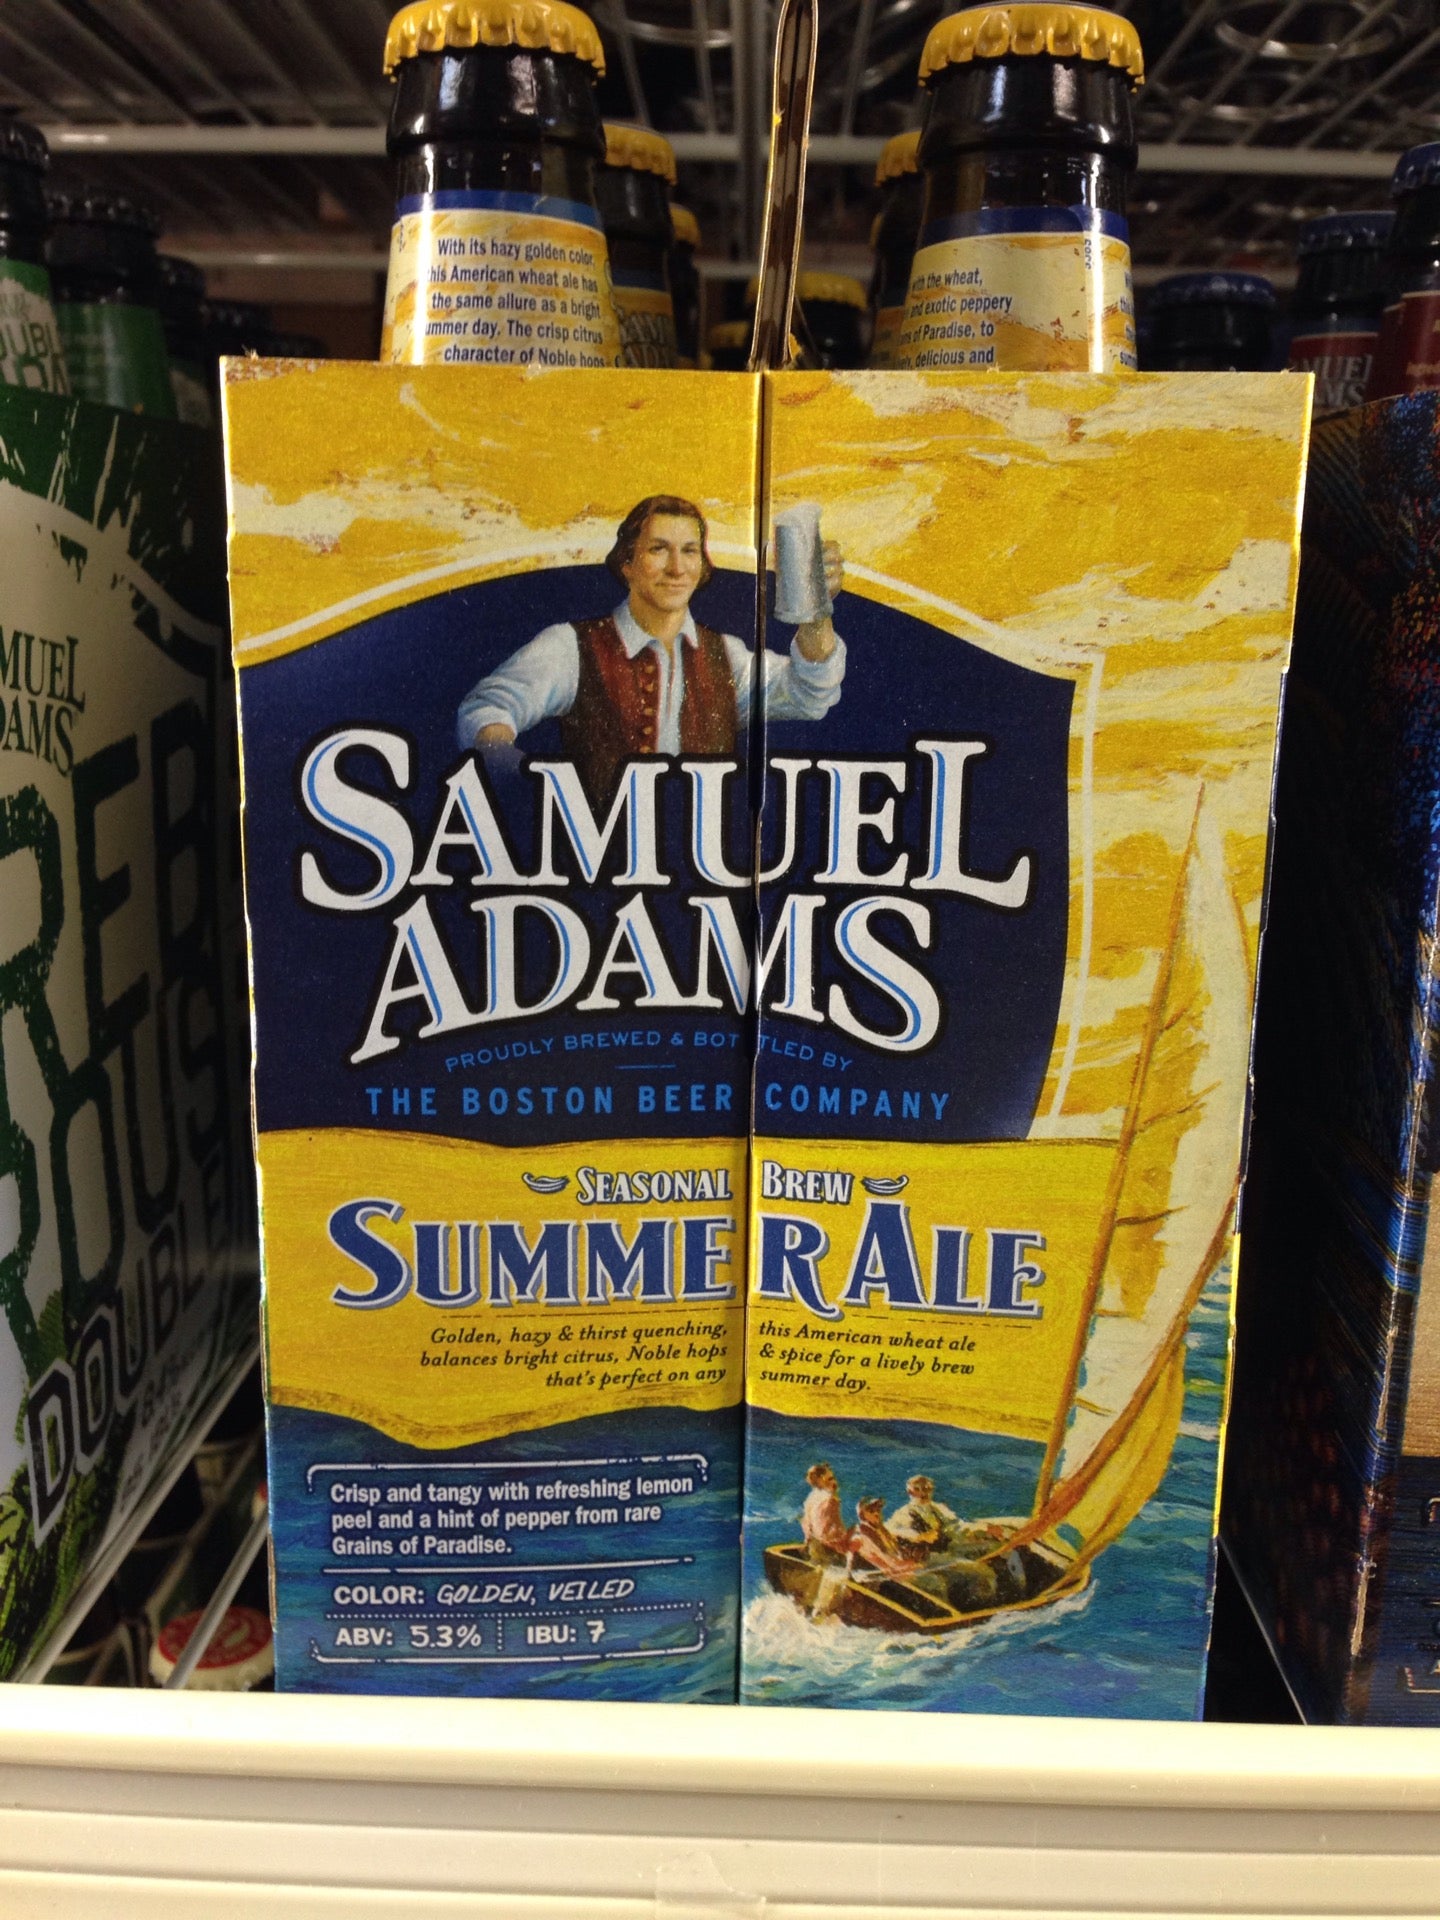 With its hazy golden color,
this American wheat ale has
the same allure as a bright
summer day. The crisp citrus
character of Noble hops
with the wheat,
and exotic peppery
of Paradise, to
delicious and
SAMUEL
ADAMS
PROUDLY BREWED & BOTTLED BY
THE BOSTON BEER COMPANY
SEASONAL BREW
SUMMER ALE
Golden, hazy & thirst quenching, this American wheat ale
balances bright citrus, Noble hops & spice for a lively brew
that's perfect on any summer day.
Crisp and tangy with refreshing lemon
peel and a hint of pepper from rare
Grains of Paradise.
COLOR: GOLDEN, VEILED
ABV: 5.3% IBU: 7
DOUBLE